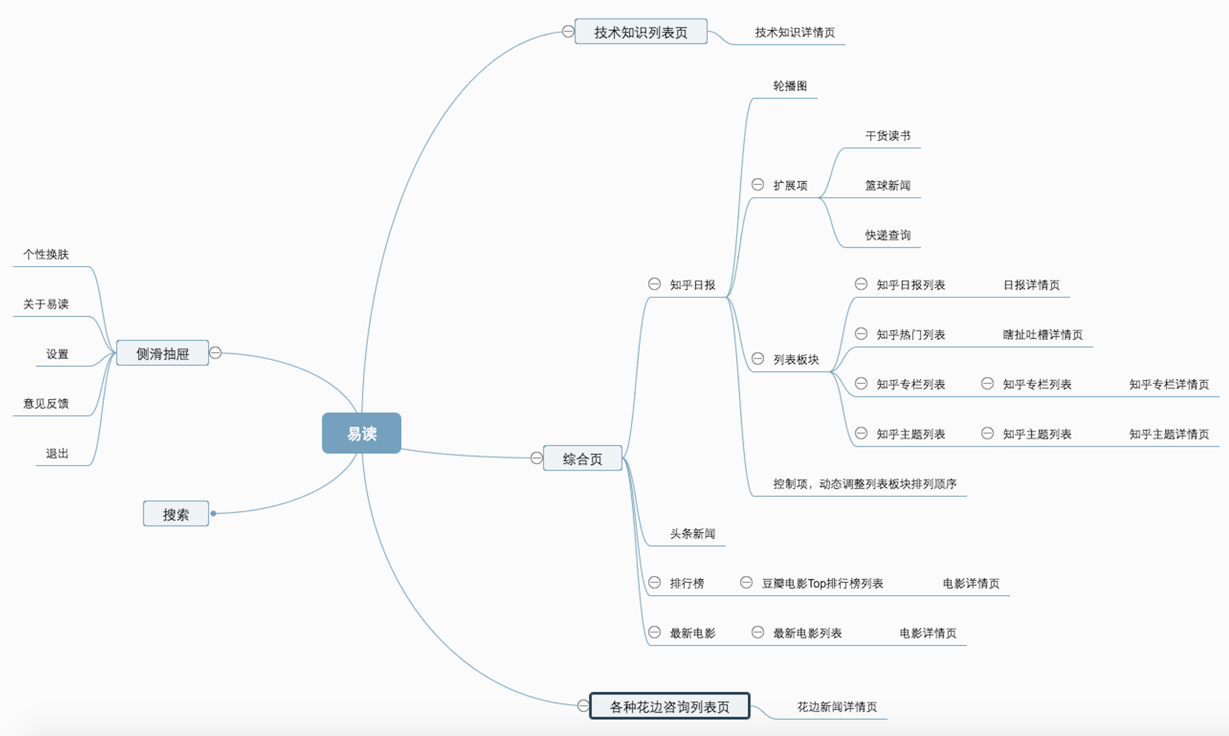 易读
技术知识列表页
技术知识详情页
综合页
知乎日报
轮播图
扩展项
干货读书
篮球新闻
快递查询
列表板块
知乎日报列表
日报详情页
知乎热门列表
瞎扯吐槽详情页
知乎专栏列表
知乎专栏列表
知乎专栏详情页
知乎主题列表
知乎主题列表
知乎主题详情页
控制项，动态调整列表板块排列顺序
头条新闻
排行榜
豆瓣电影Top排行榜列表
电影详情页
最新电影
最新电影列表
电影详情页
各种花边咨询列表页
花边新闻详情页
侧滑抽屉
个性换肤
关于易读
设置
意见反馈
退出
搜索